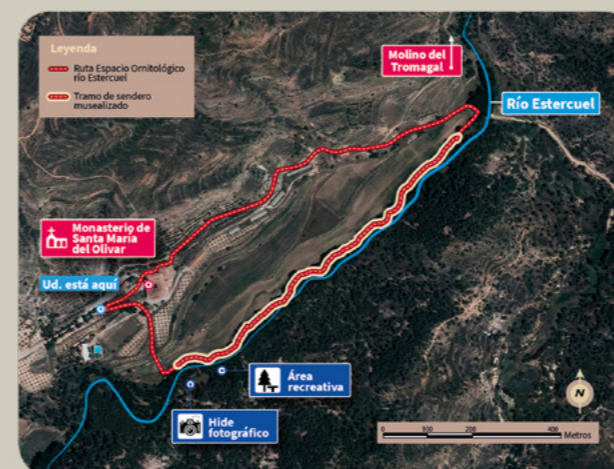 Leyenda
Ruta Espacio Ornitológico
río Estercuel
Tramo de sendero
musealizado
Molino del
Tromagal
Río Estercuel
Monasterio de
Santa María
del Olivar
Ud. está aquí
Área
recreativa
Hide
fotográfico
N
0 100 200 400
Metros